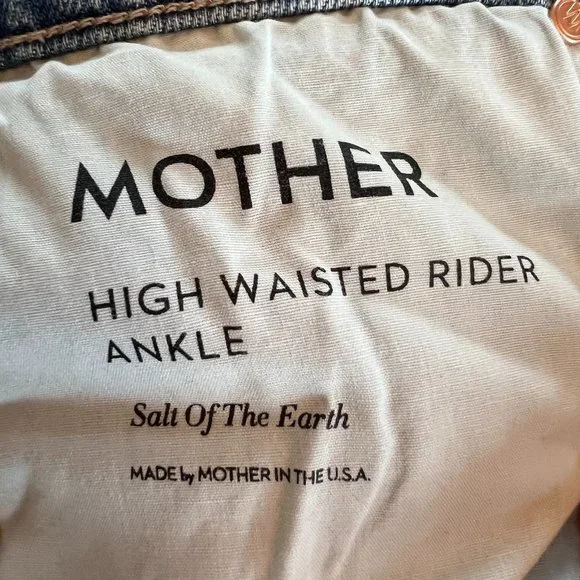 MOTHER
HIGH WAISTED RIDER
ANKLE
Salt Of The Earth
MADE by MOTHER IN THE U.S.A.